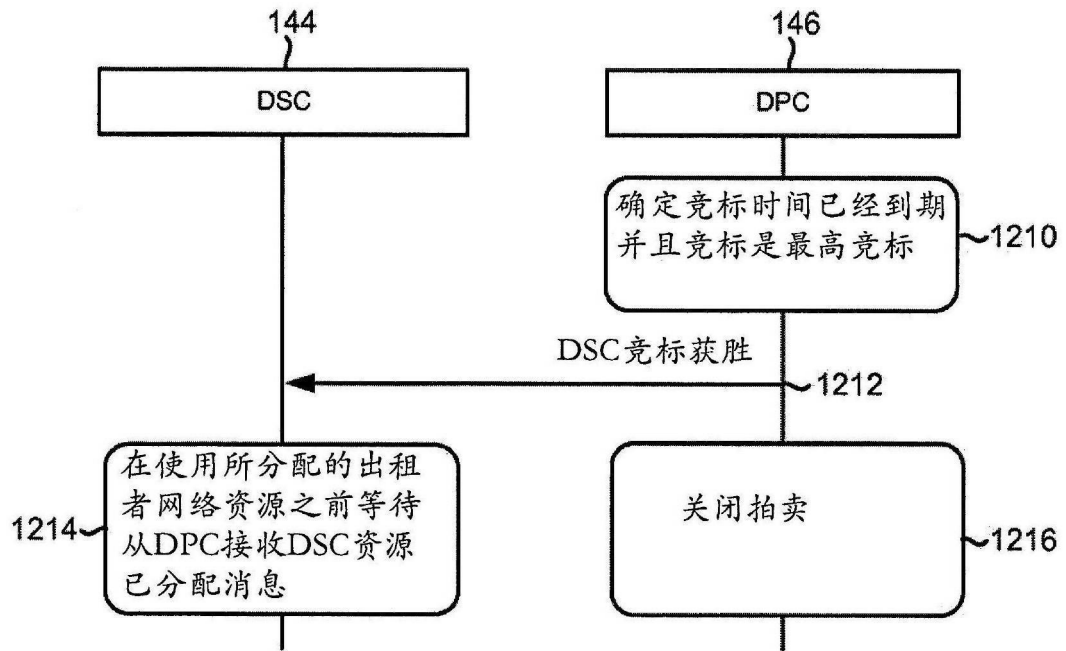 144
146
DSC
DPC
确定竞标时间已经到期
并且竞标是最高竞标
1210
DSC竞标获胜
1212
在使用所分配的出租
者网络资源之前等待
从DPC接收DSC资源
已分配消息
1214
关闭拍卖
1216